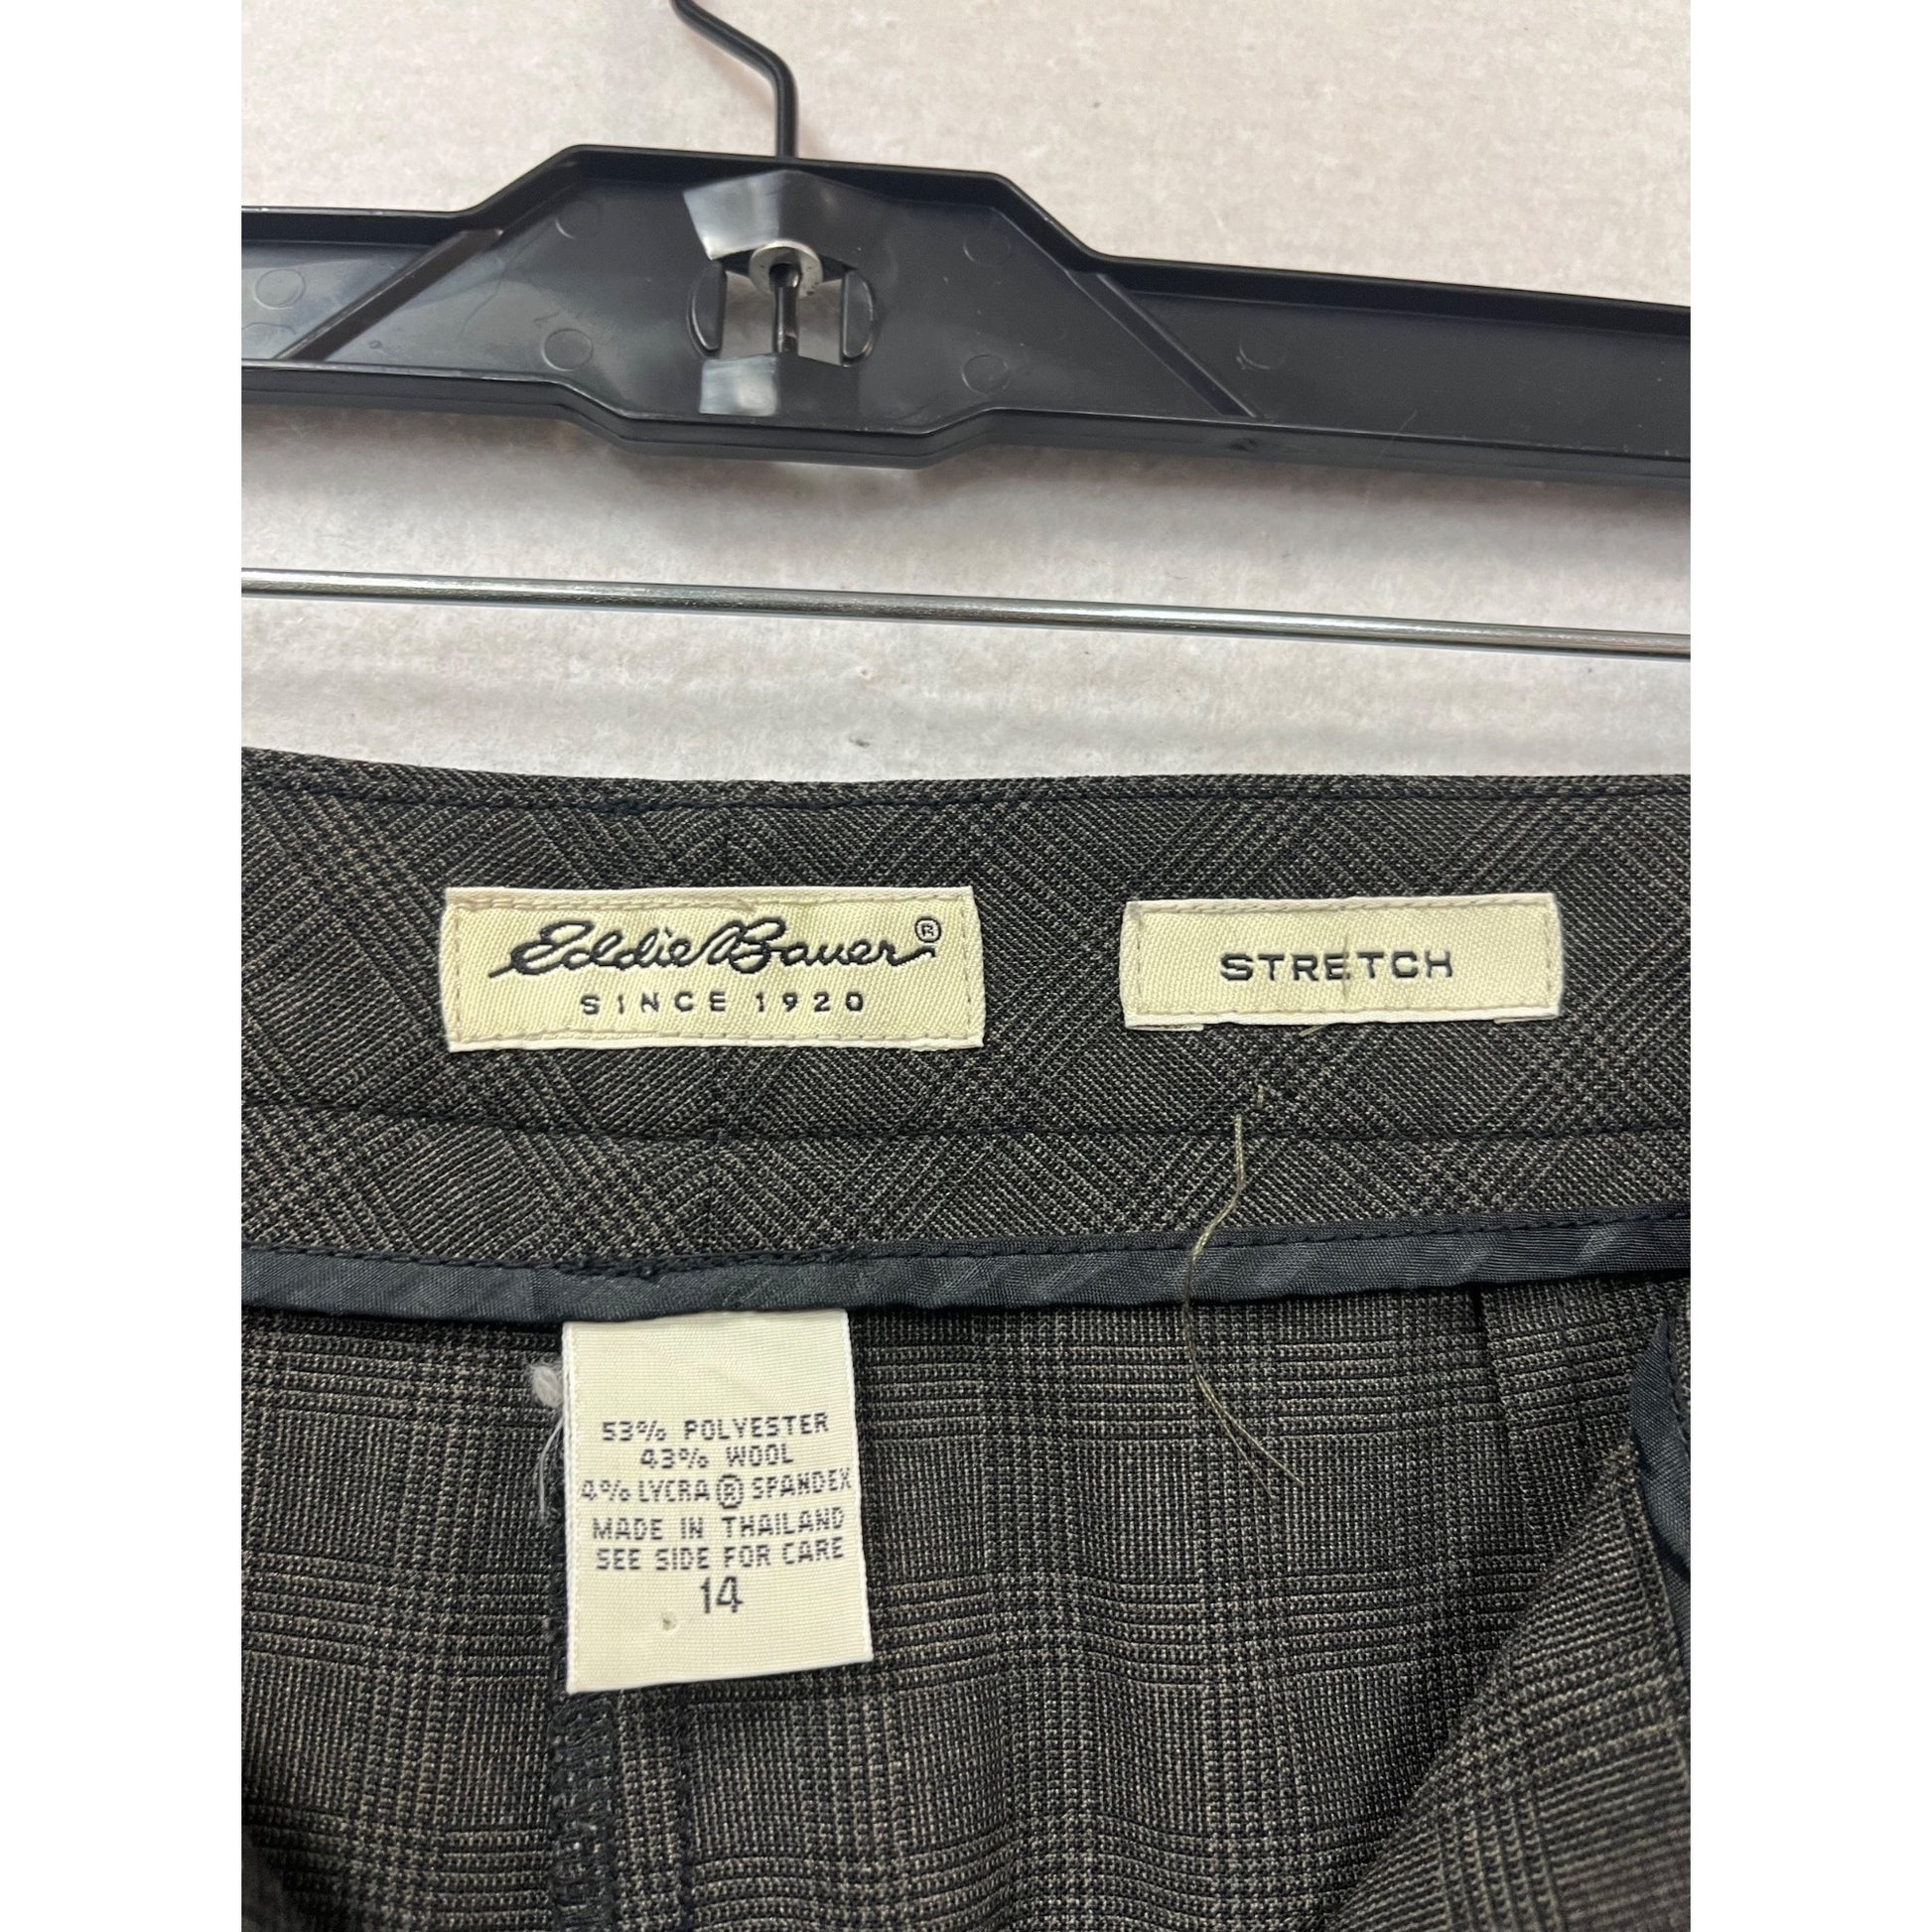 Eddie Bauer®
SINCE 1920
STRETCH
53% POLYESTER
43% WOOL
4% LYCRA ® SPANDEX
MADE IN THAILAND
SEE SIDE FOR CARE
14